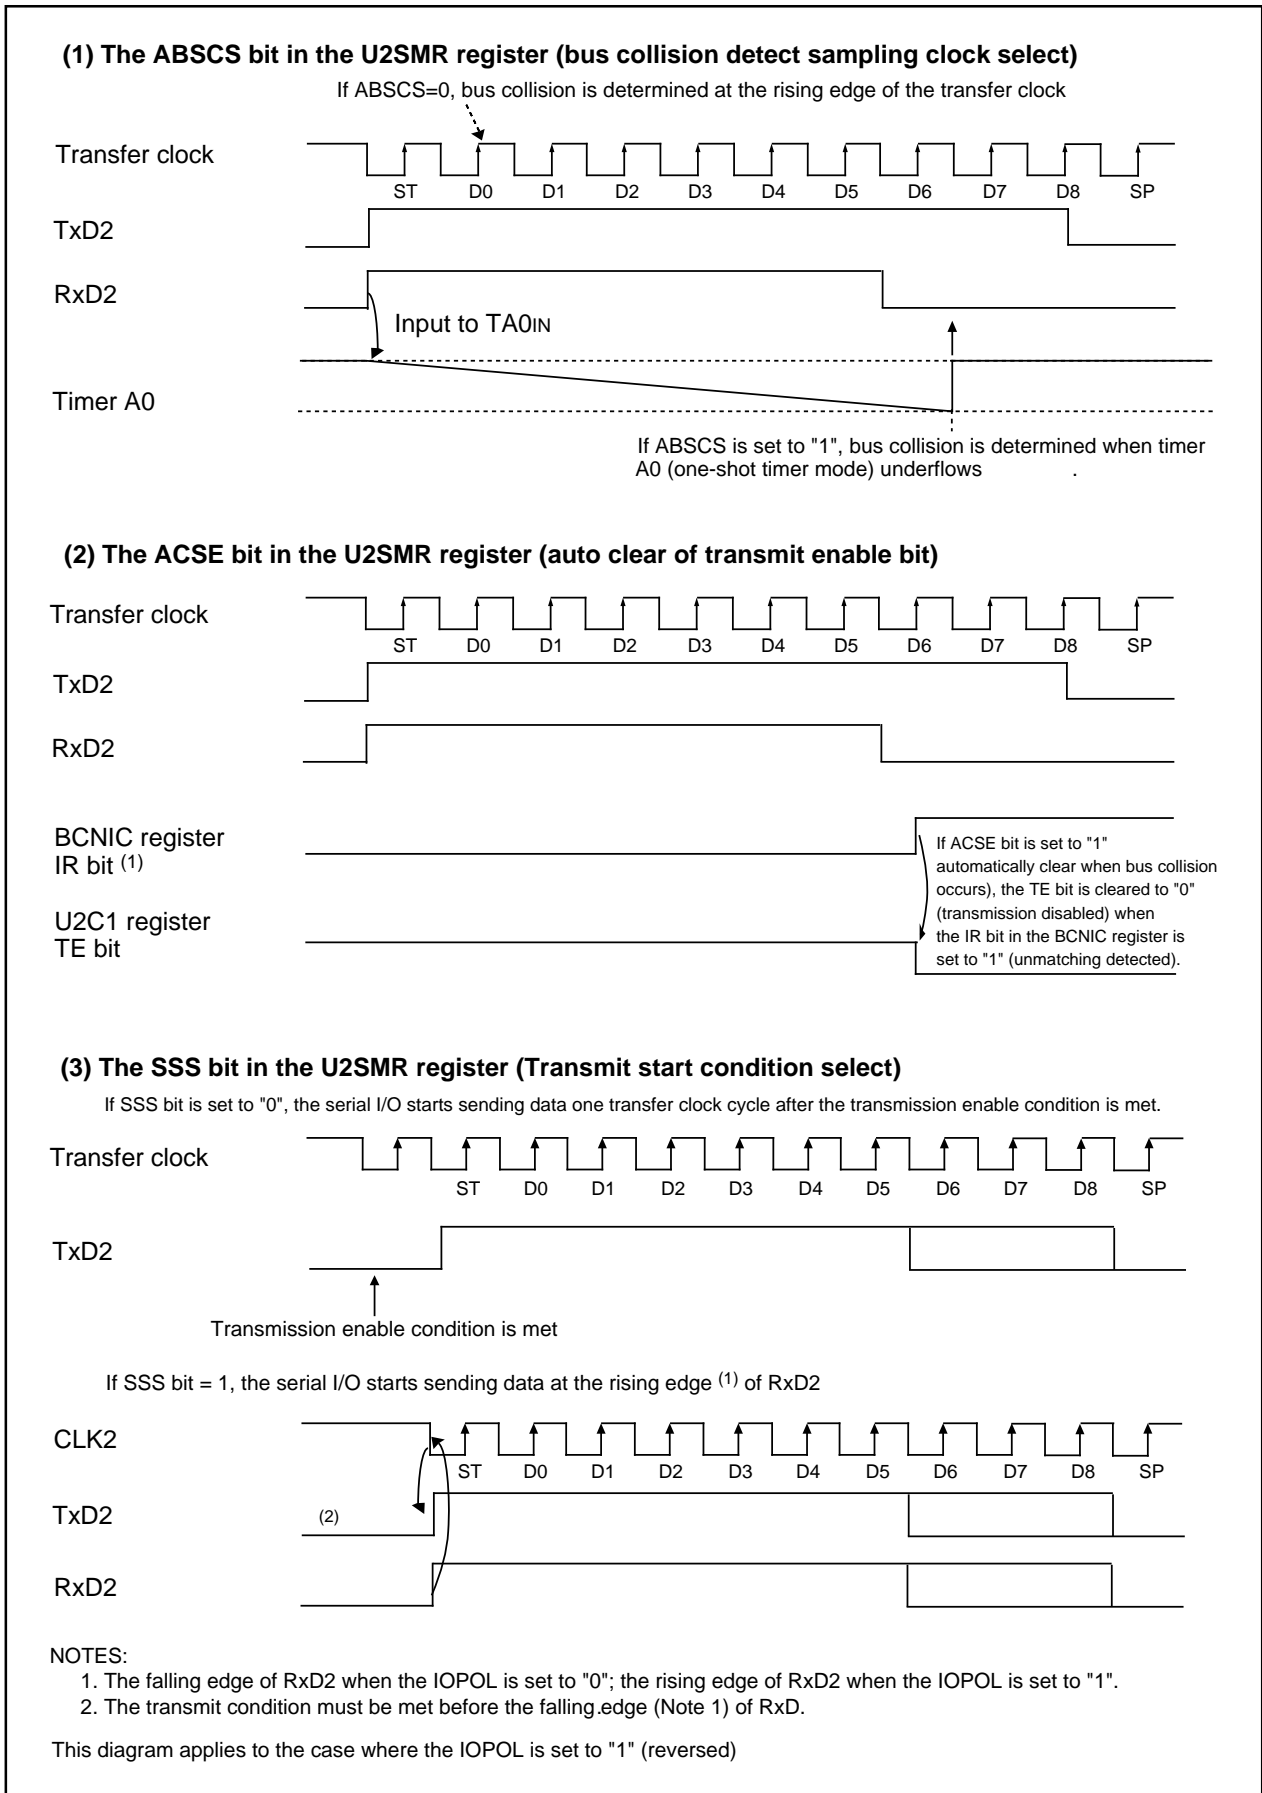 (1) The ABSCS bit in the U2SMR register (bus collision detect sampling clock select)
If ABSCS=0, bus collision is determined at the rising edge of the transfer clock
Transfer clock
ST D0 D1 D2 D3 D4 D5 D6 D7 D8 SP
TxD2
RxD2
Input to TA0IN
Timer A0
If ABSCS is set to "1", bus collision is determined when timer
A0 (one-shot timer mode) underflows .
(2) The ACSE bit in the U2SMR register (auto clear of transmit enable bit)
Transfer clock
ST D0 D1 D2 D3 D4 D5 D6 D7 D8 SP
TxD2
RxD2
BCNIC register
IR bit (1)
If ACSE bit is set to "1"
automatically clear when bus collision
occurs), the TE bit is cleared to "0"
(transmission disabled) when
the IR bit in the BCNIC register is
set to "1" (unmatching detected).
U2C1 register
TE bit
(3) The SSS bit in the U2SMR register (Transmit start condition select)
If SSS bit is set to "0", the serial I/O starts sending data one transfer clock cycle after the transmission enable condition is met.
Transfer clock
ST D0 D1 D2 D3 D4 D5 D6 D7 D8 SP
TxD2
Transmission enable condition is met
If SSS bit = 1, the serial I/O starts sending data at the rising edge (1) of RxD2
CLK2
ST D0 D1 D2 D3 D4 D5 D6 D7 D8 SP
TxD2
(2)
RxD2
NOTES:
1. The falling edge of RxD2 when the IOPOL is set to "0"; the rising edge of RxD2 when the IOPOL is set to "1".
2. The transmit condition must be met before the falling.edge (Note 1) of RxD.
This diagram applies to the case where the IOPOL is set to "1" (reversed)